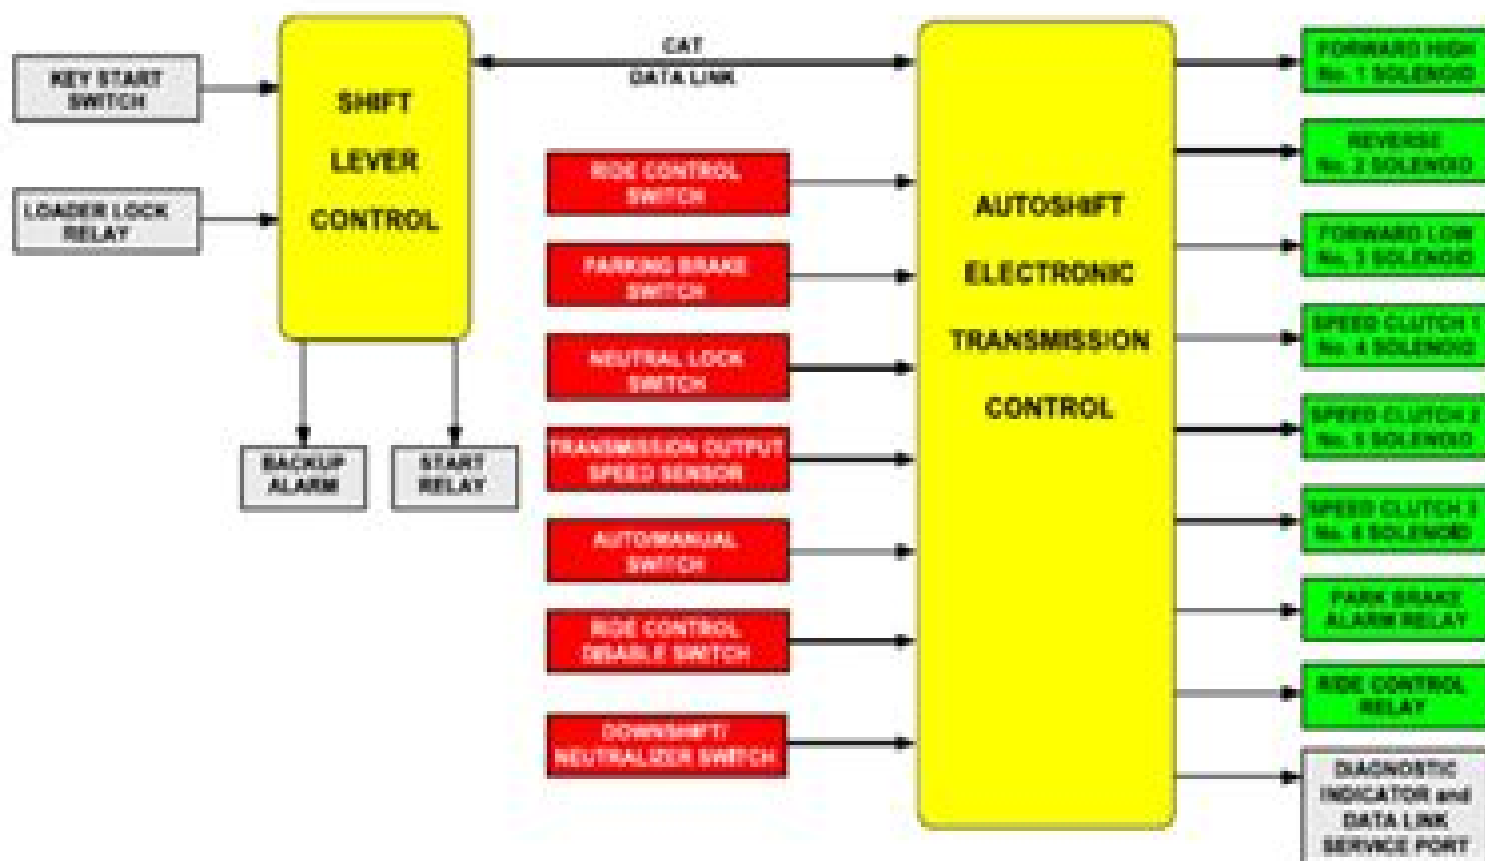 KEY START
SWITCH
LOADER LOCK
RELAY
SHIFT
LEVER
CONTROL
BACKUP
ALARM
START
RELAY
CAT
DATA LINK
RIDE CONTROL
SWITCH
PARKING BRAKE
SWITCH
NEUTRAL LOCK
SWITCH
TRANSMISSION OUTPUT
SPEED SENSOR
AUTO/MANUAL
SWITCH
RIDE CONTROL
DISABLE SWITCH
DOWNSHIFT/
NEUTRALIZER SWITCH
AUTOSHIFT
ELECTRONIC
TRANSMISSION
CONTROL
FORWARD HIGH
No. 1 SOLENOID
REVERSE
No. 2 SOLENOID
FORWARD LOW
No. 3 SOLENOID
SPEED CLUTCH 1
No. 4 SOLENOID
SPEED CLUTCH 2
No. 5 SOLENOID
SPEED CLUTCH 3
No. 6 SOLENOID
PARK BRAKE
ALARM RELAY
RIDE CONTROL
RELAY
DIAGNOSTIC
INDICATOR and
DATA LINK
SERVICE PORT